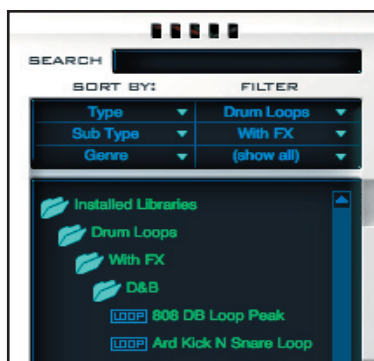 SEARCH
SORT BY: FILTER
Type Drum Loops
Sub Type With FX
Genre (show all)
Installed Libraries
Drum Loops
With FX
D&B
LOOP 808 DB Loop Peak
LOOP Ard Kick N Snare Loop